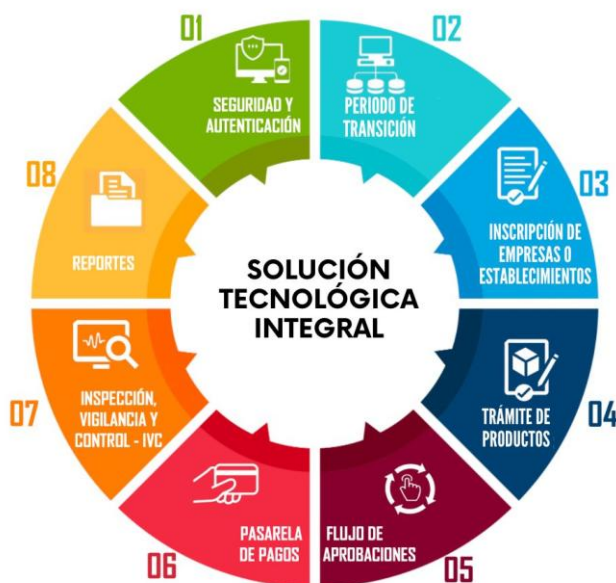 01
SEGURIDAD Y
AUTENTICACIÓN
02
PERIODO DE
TRANSICIÓN
03
INSCRIPCIÓN DE
EMPRESAS O
ESTABLECIMIENTOS
04
TRÁMITE DE
PRODUCTOS
05
FLUJO DE
APROBACIONES
06
PASARELA
DE PAGOS
07
INSPECCIÓN,
VIGILANCIA Y
CONTROL - IVC
08
REPORTES
SOLUCIÓN
TECNOLÓGICA
INTEGRAL